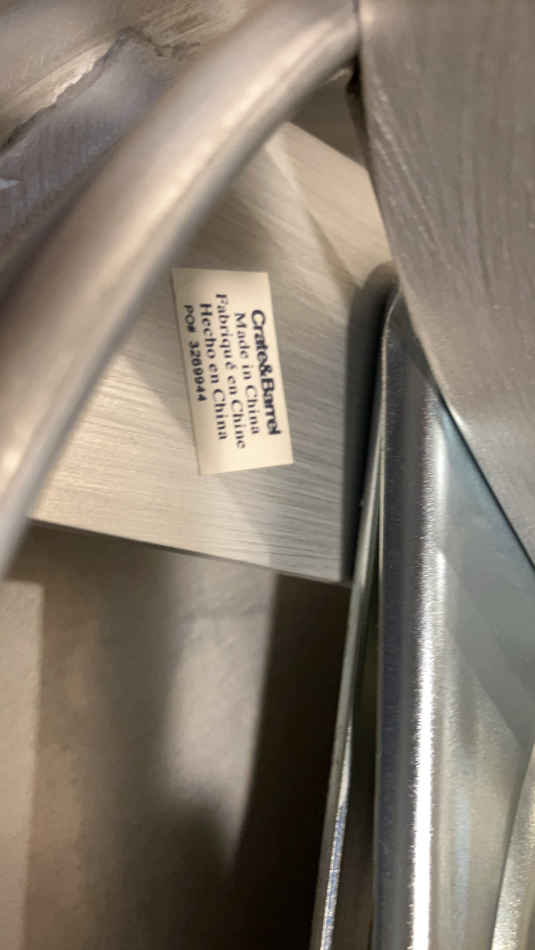 Crate&Barrel
Made in China
Fabriqué en Chine
Hecho en China
PO# 3269944